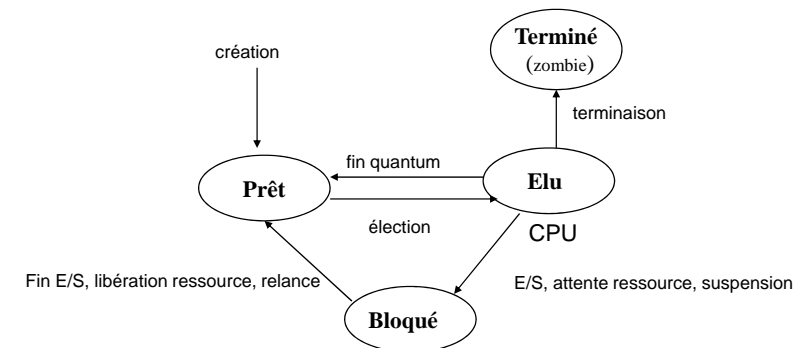 création
Terminé
(zombie)
terminaison
fin quantum
Prêt
Elu
élection
CPU
Fin E/S, libération ressource, relance
E/S, attente ressource, suspension
Bloqué